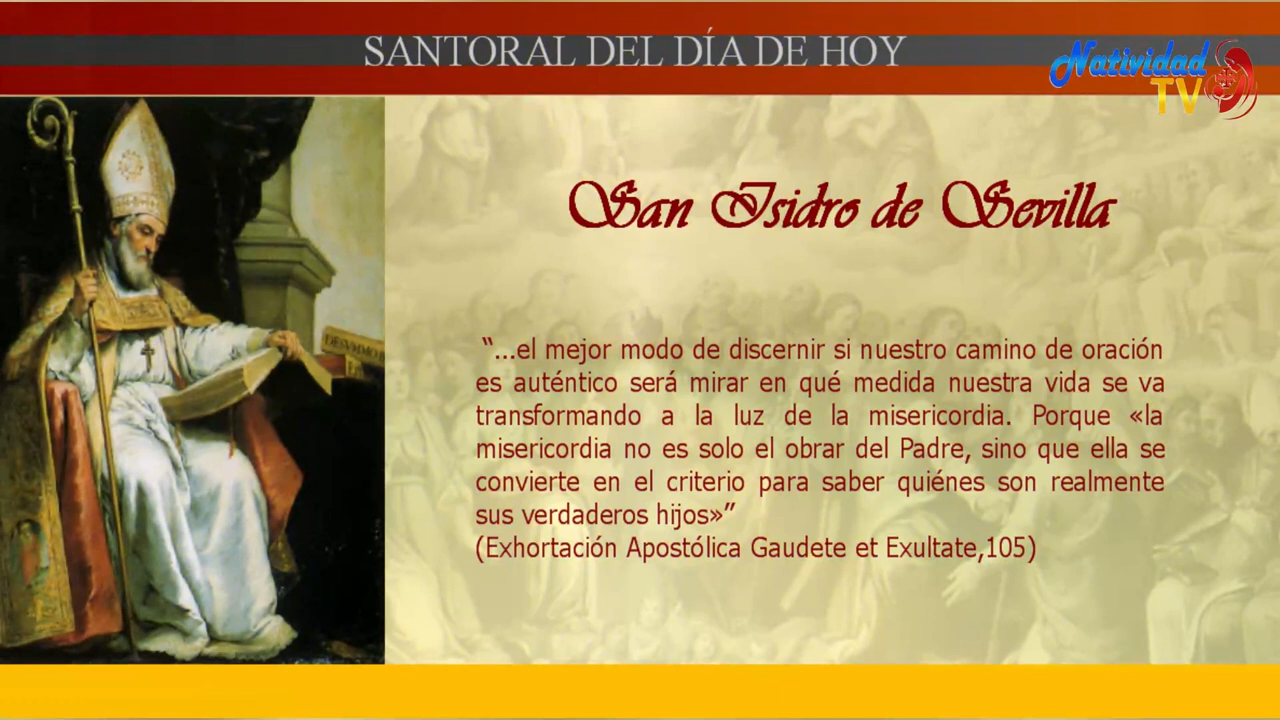 SANTORAL DEL DÍA DE HOY
Natividad
TV
San Isidro de Sevilla
“...el mejor modo de discernir si nuestro camino de oración
es auténtico será mirar en qué medida nuestra vida se va
transformando a la luz de la misericordia. Porque «la
misericordia no es solo el obrar del Padre, sino que ella se
convierte en el criterio para saber quiénes son realmente
sus verdaderos hijos»”
(Exhortación Apostólica Gaudete et Exultate,105)